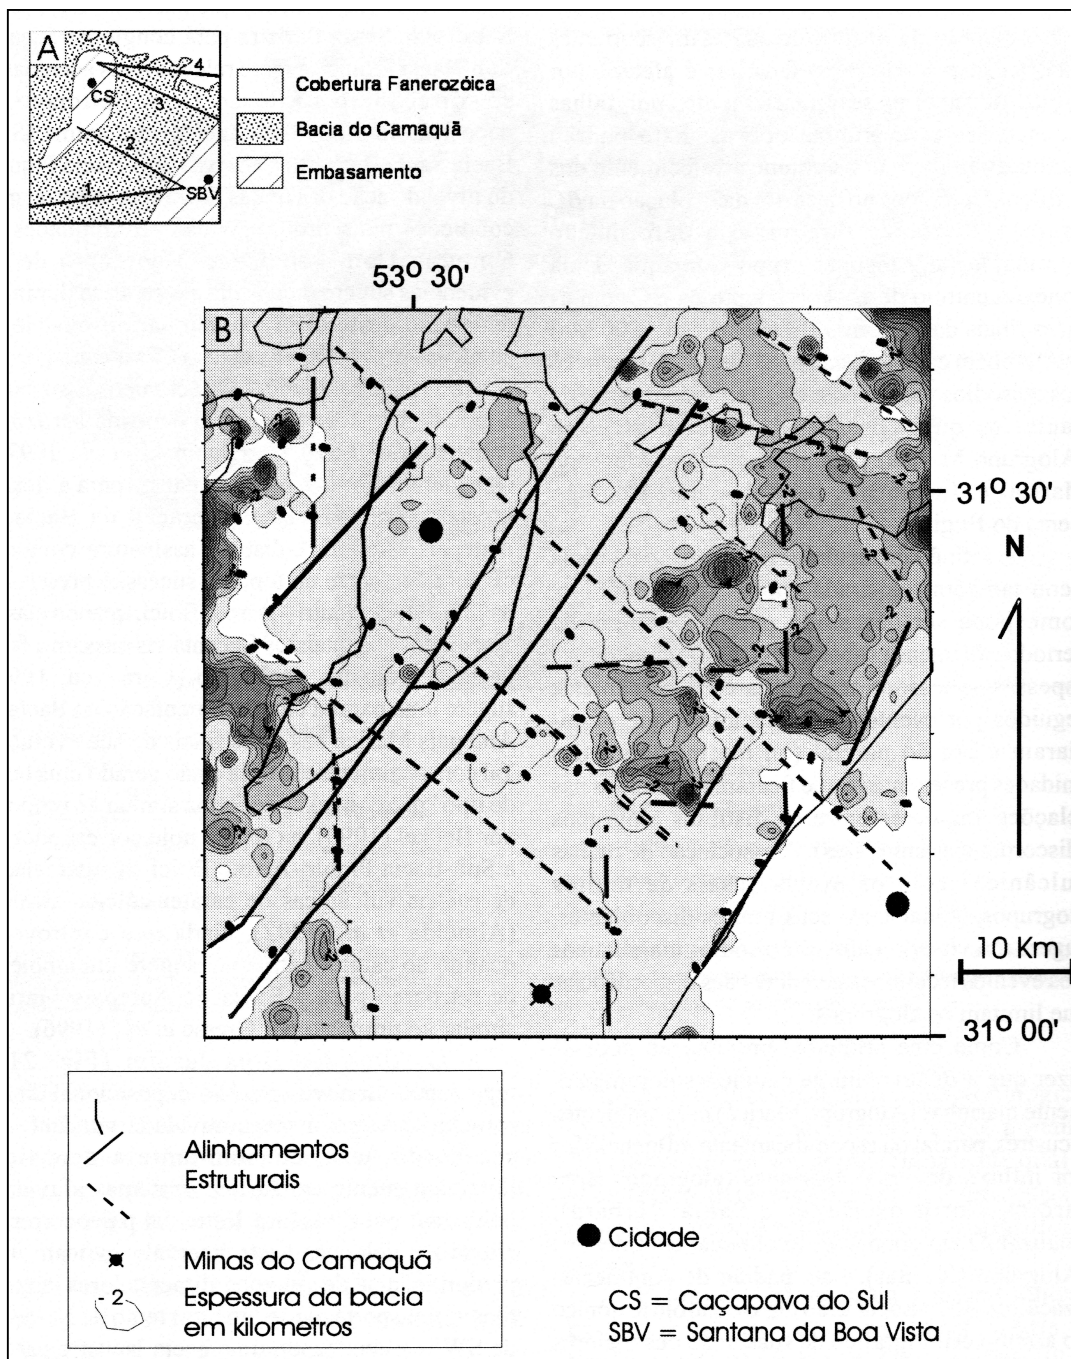 A
4
CS
3
2
1
SBV
Cobertura Fanerozóica
Bacia do Camaquã
Embasamento
53° 30'
B
31° 30'
N
10 Km
31° 00'
Alinhamentos
Estruturais
Minas do Camaquã
- 2
Espessura da bacia
em kilometros
Cidade
CS = Caçapava do Sul
SBV = Santana da Boa Vista